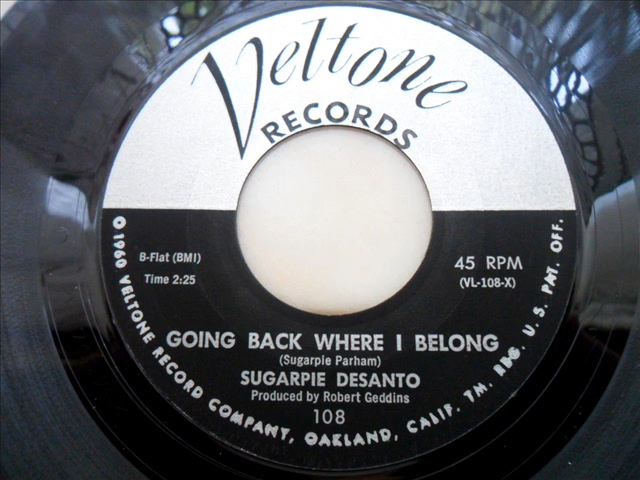 Veltone
RECORDS
B-Flat (BMI)
Time 2:25
45 RPM
(VL-108-X)
GOING BACK WHERE I BELONG
(Sugarpie Parham)
SUGARPIE DESANTO
Produced by Robert Geddins
108
© 1960 VELTONE RECORD COMPANY, OAKLAND, CALIF. TM. REG. U. S. PAT. OFF.